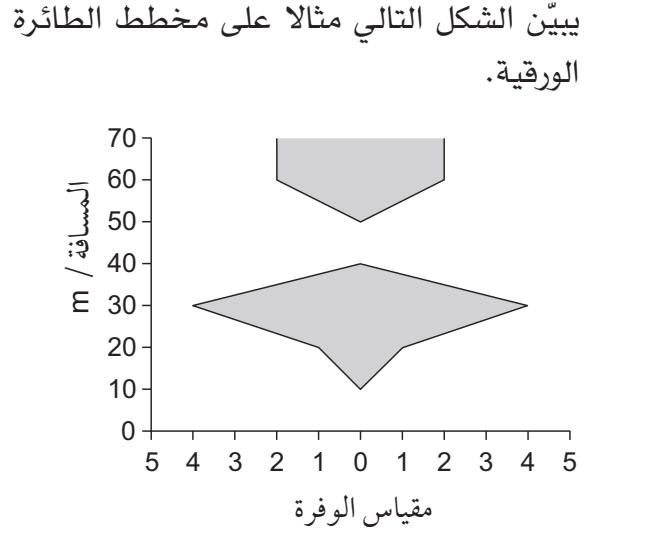 يبيّن الشكل التالي مثالا على مخطط الطائرة
الورقية.
70
60
50
40
30
20
10
0
المسافة / m
5 4 3 2 1 0 1 2 3 4 5
مقياس الوفرة